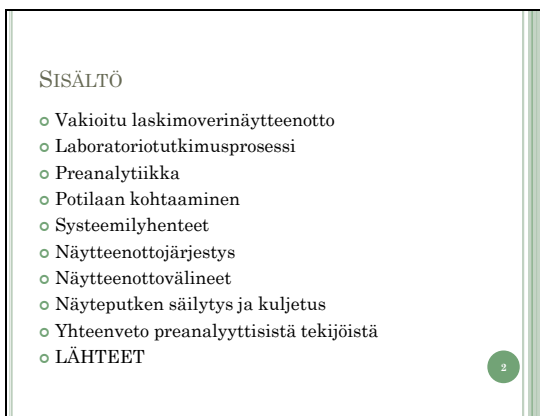 SISÄLTÖ
Vakioitu laskimoverinäytteenotto
Laboratoriotutkimusprosessi
Preanalytiikka
Potilaan kohtaaminen
Systeemilyhenteet
Näytteenottojärjestys
Näytteenottovälineet
Näyteputken säilytys ja kuljetus
Yhteenveto preanalyyttisistä tekijöistä
LÄHTEET
2